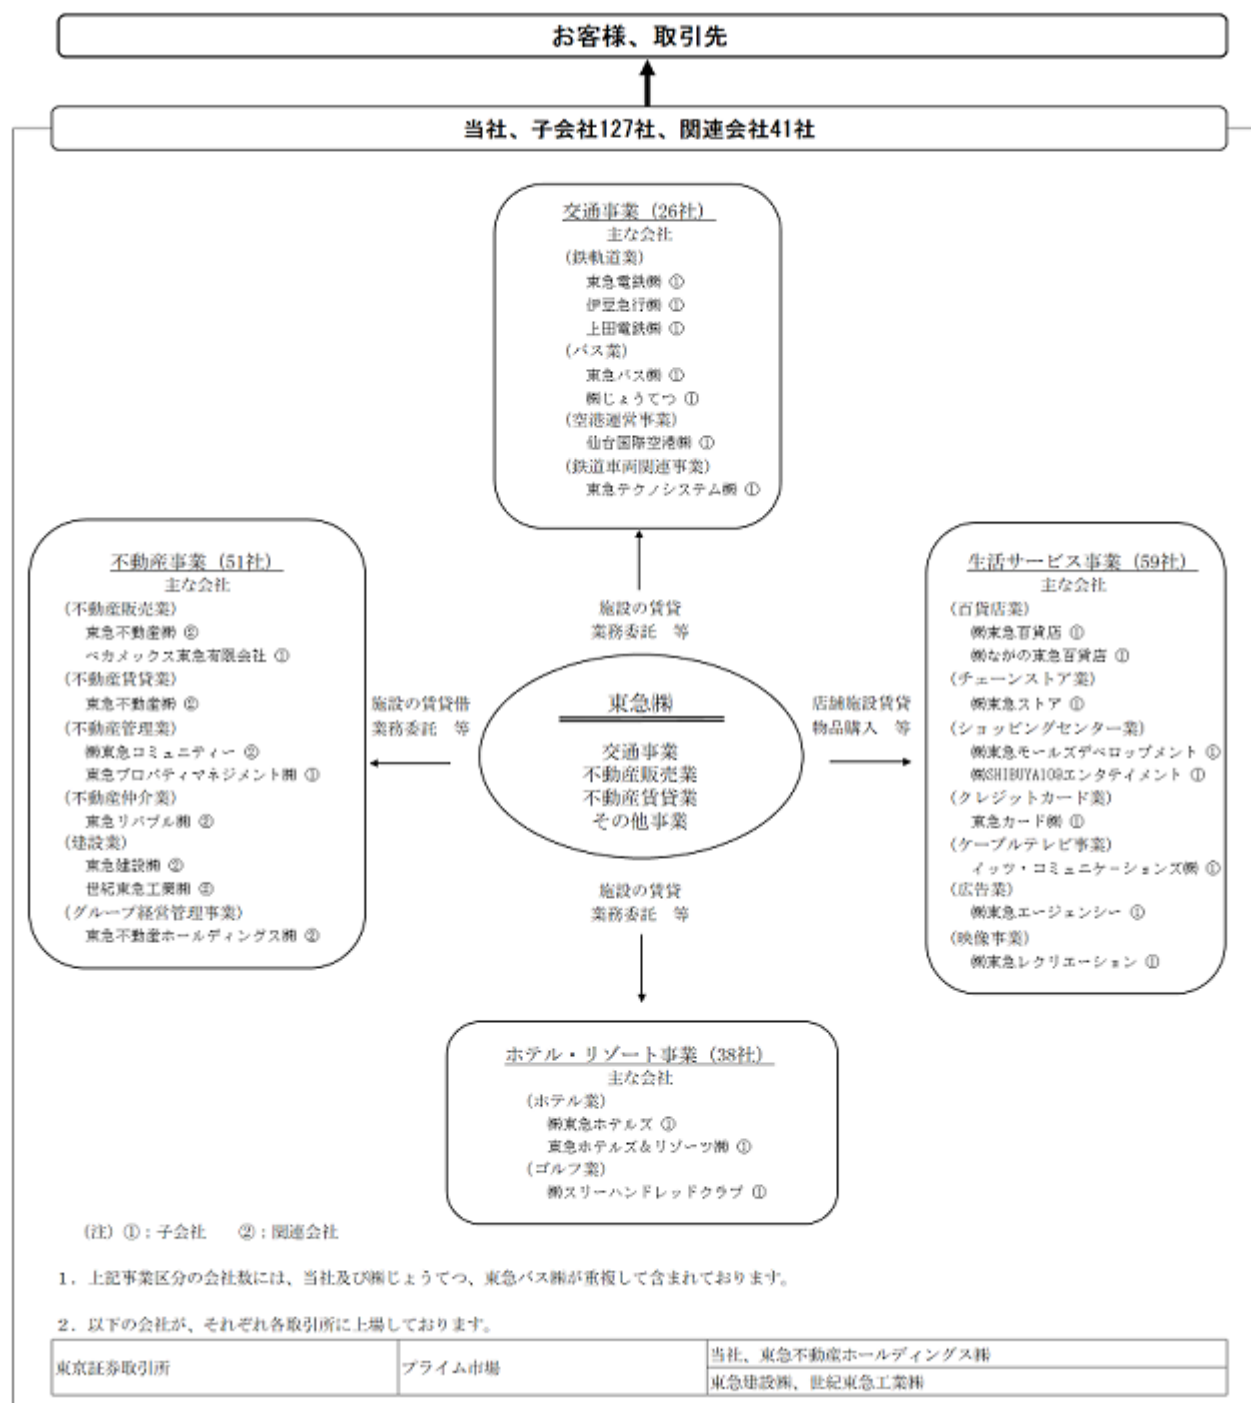 お客様、取引先
当社、子会社127社、関連会社41社
交通事業 (26社)
主な会社
(鉄軌道業)
東急電鉄㈱ ①
伊豆急行㈱ ①
上田電鉄㈱ ①
(バス業)
東急バス㈱ ①
㈱じょうてつ ①
(空港運営事業)
仙台国際空港㈱ ①
(鉄道車両関連事業)
東急テクノシステム㈱ ①
不動産事業 (51社)
主な会社
(不動産販売業)
東急不動産㈱ ②
ベカメックス東急有限会社 ①
(不動産賃貸業)
東急不動産㈱ ②
(不動産管理業)
㈱東急コミュニティー ②
東急プロパティマネジメント㈱ ①
(不動産仲介業)
東急リバブル㈱ ②
(建設業)
東急建設㈱ ②
世紀東急工業㈱ ②
(グループ経営管理事業)
東急不動産ホールディングス㈱ ②
施設の賃貸
業務委託 等
施設の賃貸借
業務委託 等
東急㈱
交通事業
不動産販売業
不動産賃貸業
その他事業
店舗施設賃貸
物品購入 等
施設の賃貸
業務委託 等
生活サービス事業 (59社)
主な会社
(百貨店業)
㈱東急百貨店 ①
㈱ながの東急百貨店 ①
(チェーンストア業)
㈱東急ストア ①
(ショッピングセンター業)
㈱東急モールズデベロップメント ①
㈱SHIBUYA109エンタテイメント ①
(クレジットカード業)
東急カード㈱ ①
(ケーブルテレビ事業)
イッツ・コミュニケーションズ㈱ ①
(広告業)
㈱東急エージェンシー ①
(映像事業)
㈱東急レクリエーション ①
ホテル・リゾート事業 (38社)
主な会社
(ホテル業)
㈱東急ホテルズ ①
東急ホテルズ&リゾーツ㈱ ①
(ゴルフ業)
㈱スリーハンドレッドクラブ ①
(注) ①：子会社 ②：関連会社
1．上記事業区分の会社数には、当社及び㈱じょうてつ、東急バス㈱が重複して含まれております。
2．以下の会社が、それぞれ各取引所に上場しております。
東京証券取引所 プライム市場 当社、東急不動産ホールディングス㈱
東急建設㈱、世紀東急工業㈱